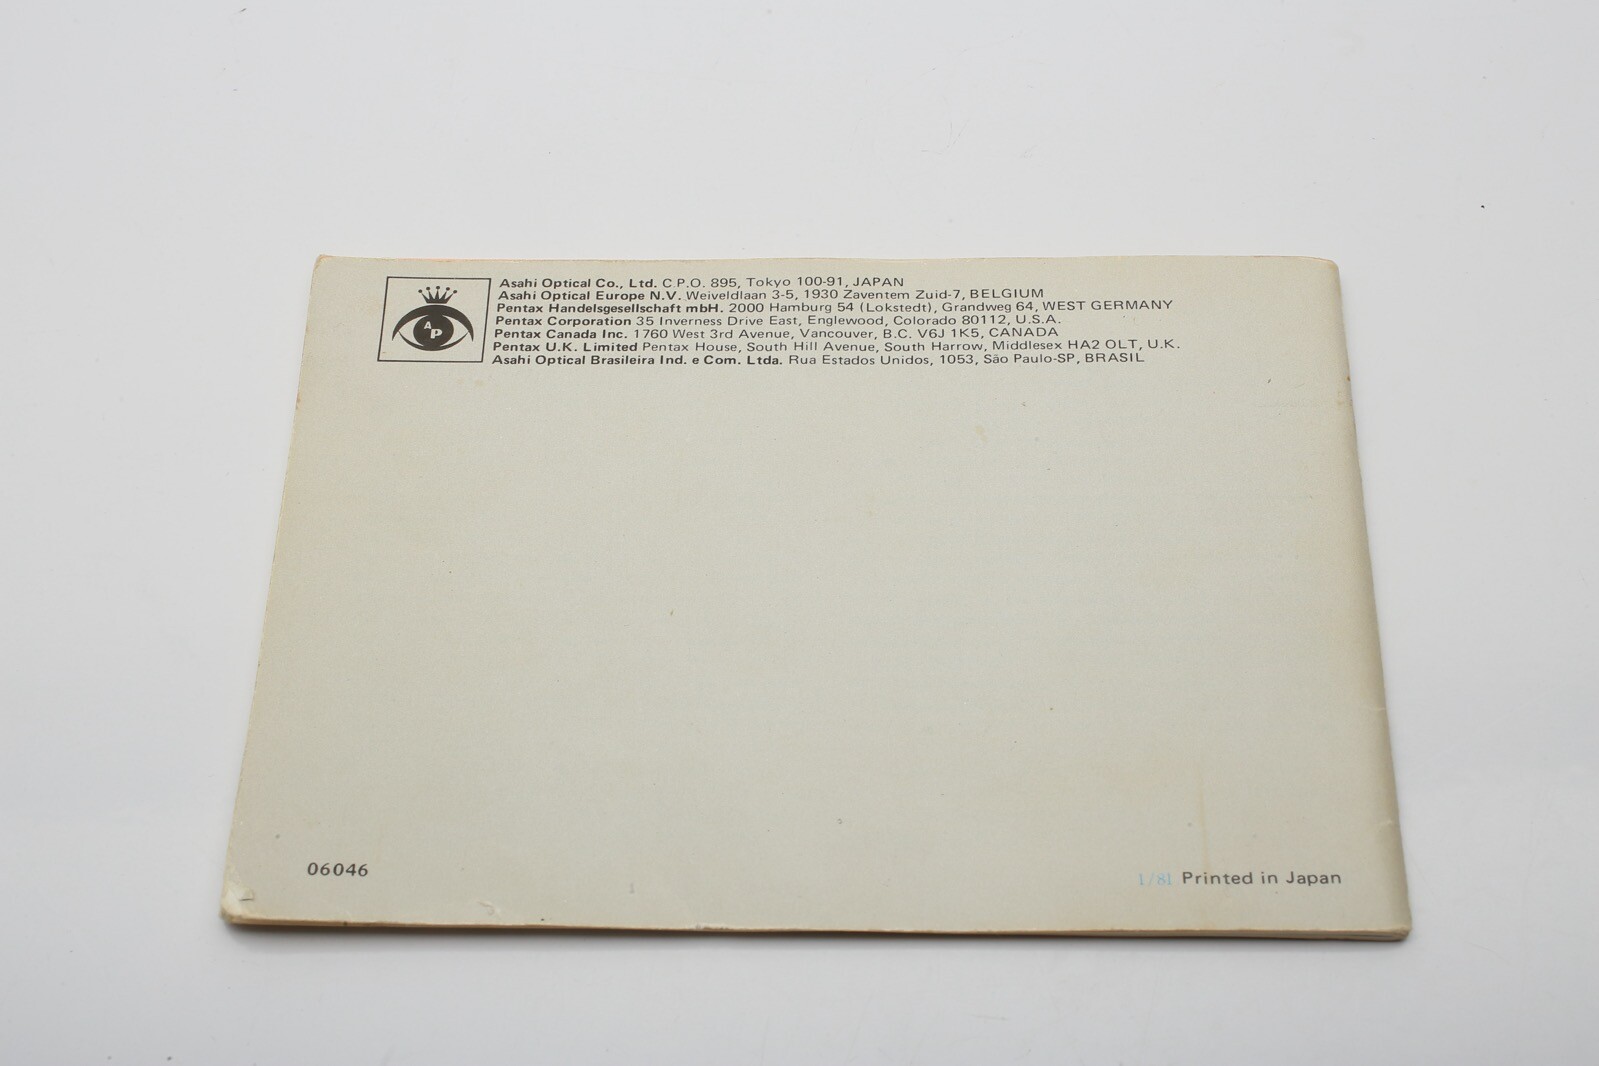 AP
Asahi Optical Co., Ltd. C.P.O. 895, Tokyo 100-91, JAPAN
Asahi Optical Europe N.V. Weiveldlaan 3-5, 1930 Zaventem Zuid-7, BELGIUM
Pentax Handelsgesellschaft mbH. 2000 Hamburg 54 (Lokstedt), Grandweg 64, WEST GERMANY
Pentax Corporation 35 Inverness Drive East, Englewood, Colorado 80112, U.S.A.
Pentax Canada Inc. 1760 West 3rd Avenue, Vancouver, B.C. V6J 1K5, CANADA
Pentax U.K. Limited Pentax House, South Hill Avenue, South Harrow, Middlesex HA2 OLT, U.K.
Asahi Optical Brasileira Ind. e Com. Ltda. Rua Estados Unidos, 1053, São Paulo-SP, BRASIL
06046
1/81 Printed in Japan